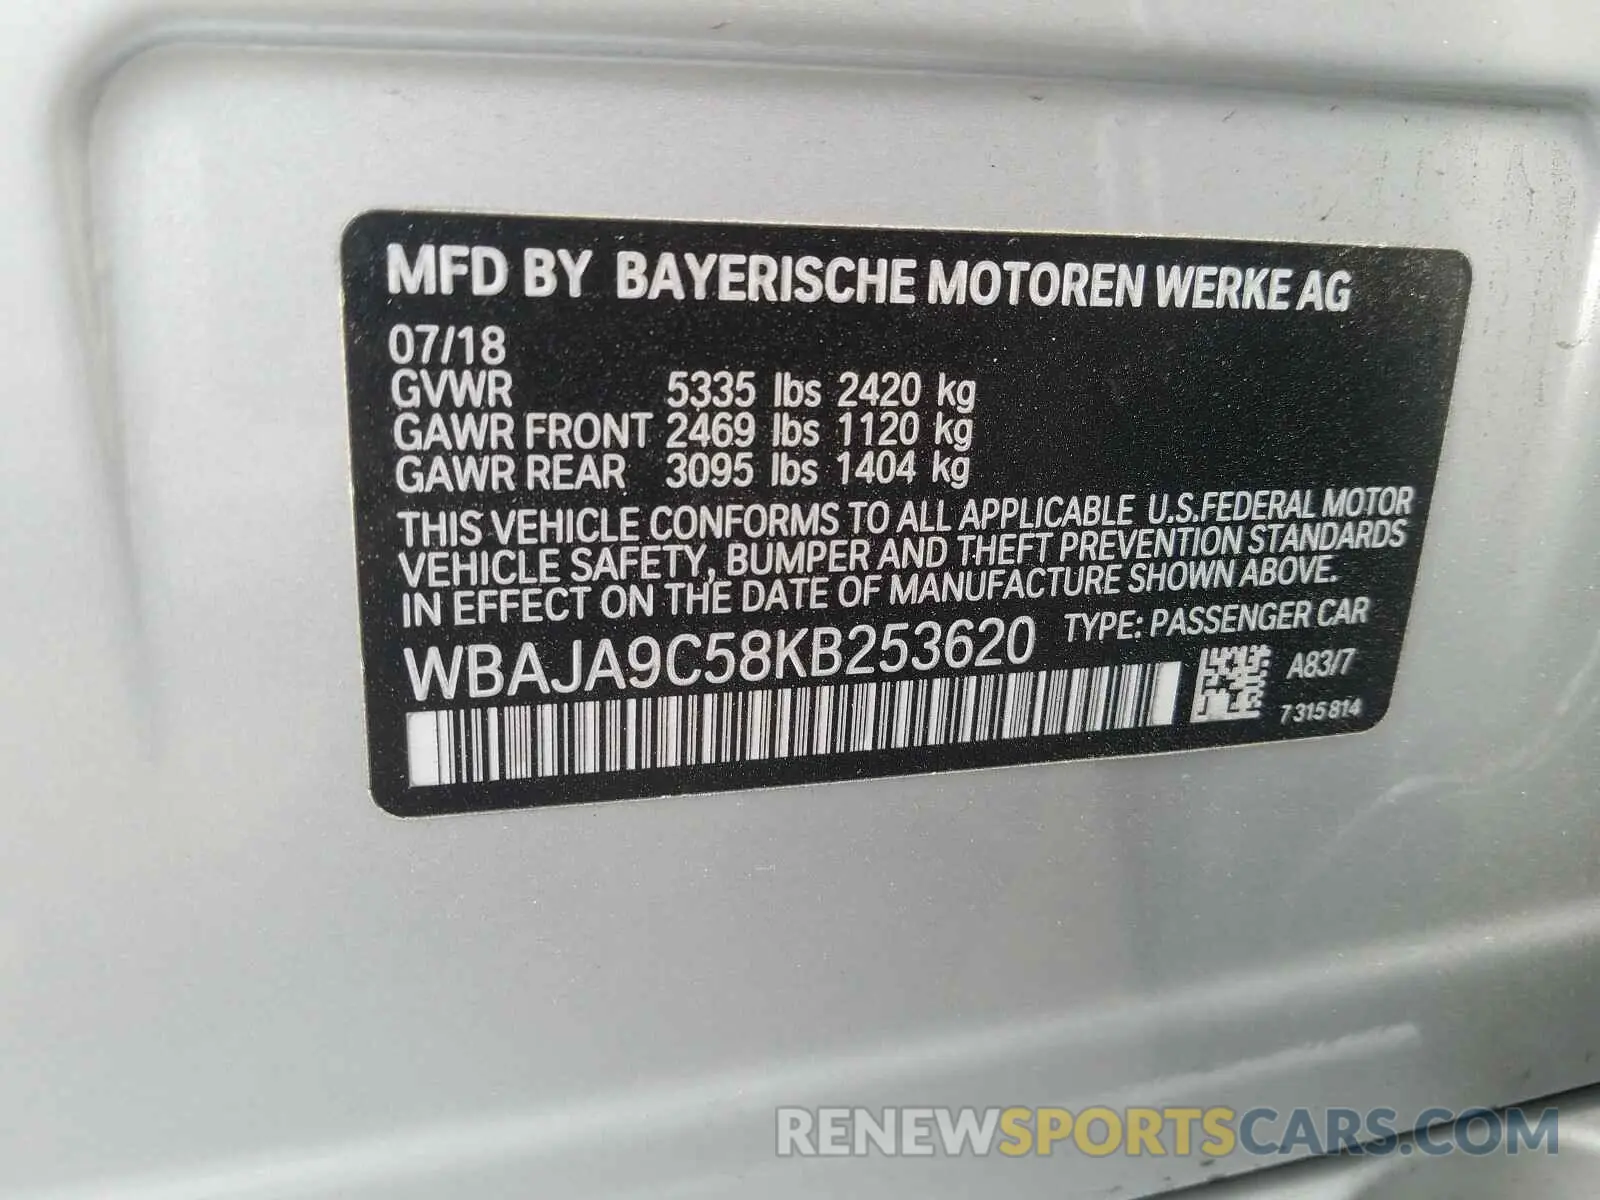 MFD BY BAYERISCHE MOTOREN WERKE AG
07/18
GVWR 5335 lbs 2420 kg
GAWR FRONT 2469 lbs 1120 kg
GAWR REAR 3095 lbs 1404 kg
THIS VEHICLE CONFORMS TO ALL APPLICABLE U.S.FEDERAL MOTOR
VEHICLE SAFETY, BUMPER AND THEFT PREVENTION STANDARDS
IN EFFECT ON THE DATE OF MANUFACTURE SHOWN ABOVE.
WBAJA9C58KB253620 TYPE: PASSENGER CAR
A83/7
7315814
RENEWSPORTSCARS.COM